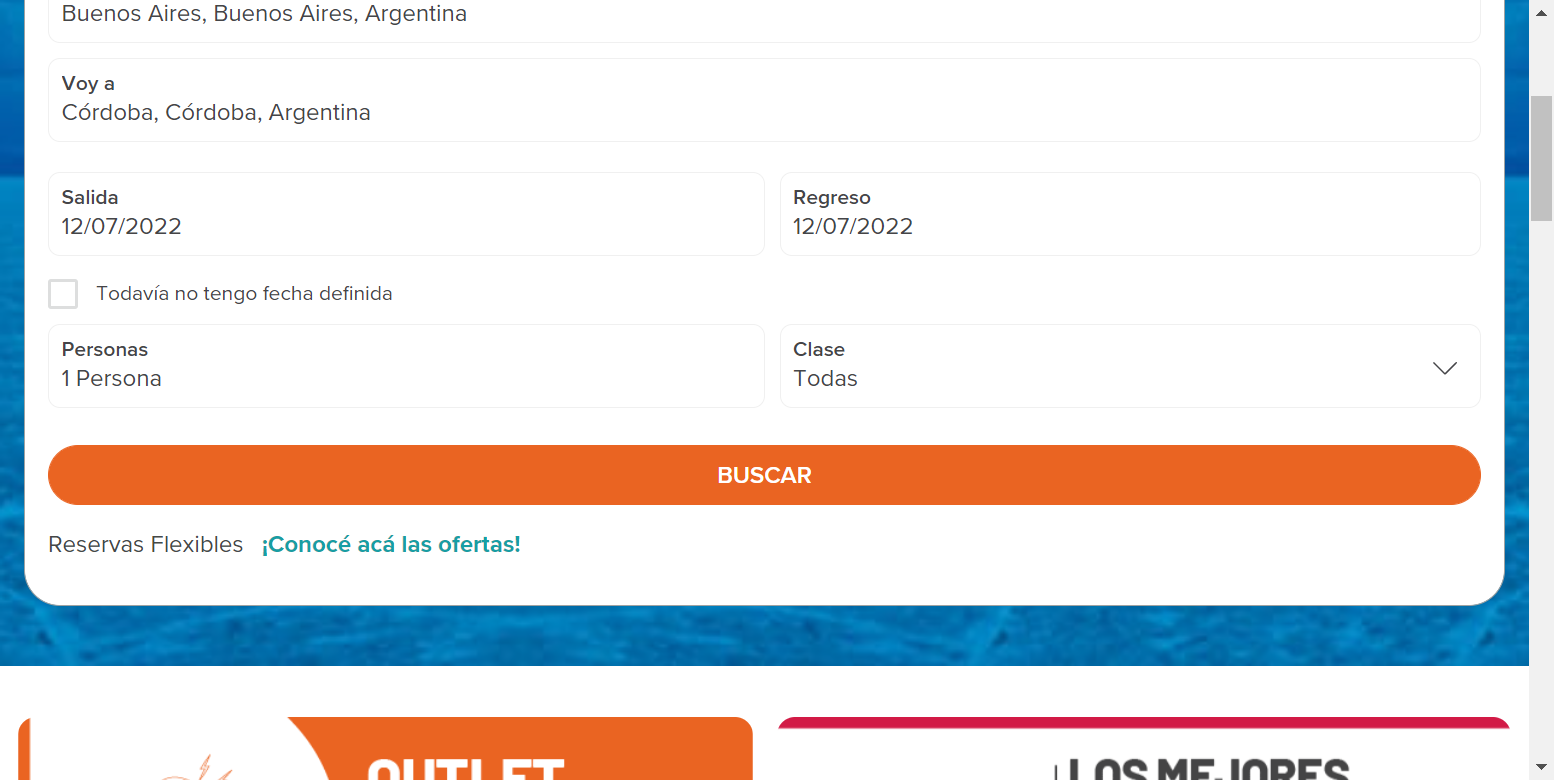 Buenos Aires, Buenos Aires, Argentina
Voy a
Córdoba, Córdoba, Argentina
Salida
12/07/2022
Regreso
12/07/2022
Todavía no tengo fecha definida
Personas
1 Persona
Clase
Todas
BUSCAR
Reservas Flexibles ¡Conocé acá las ofertas!
OUTLET
¡LOS MEJORES